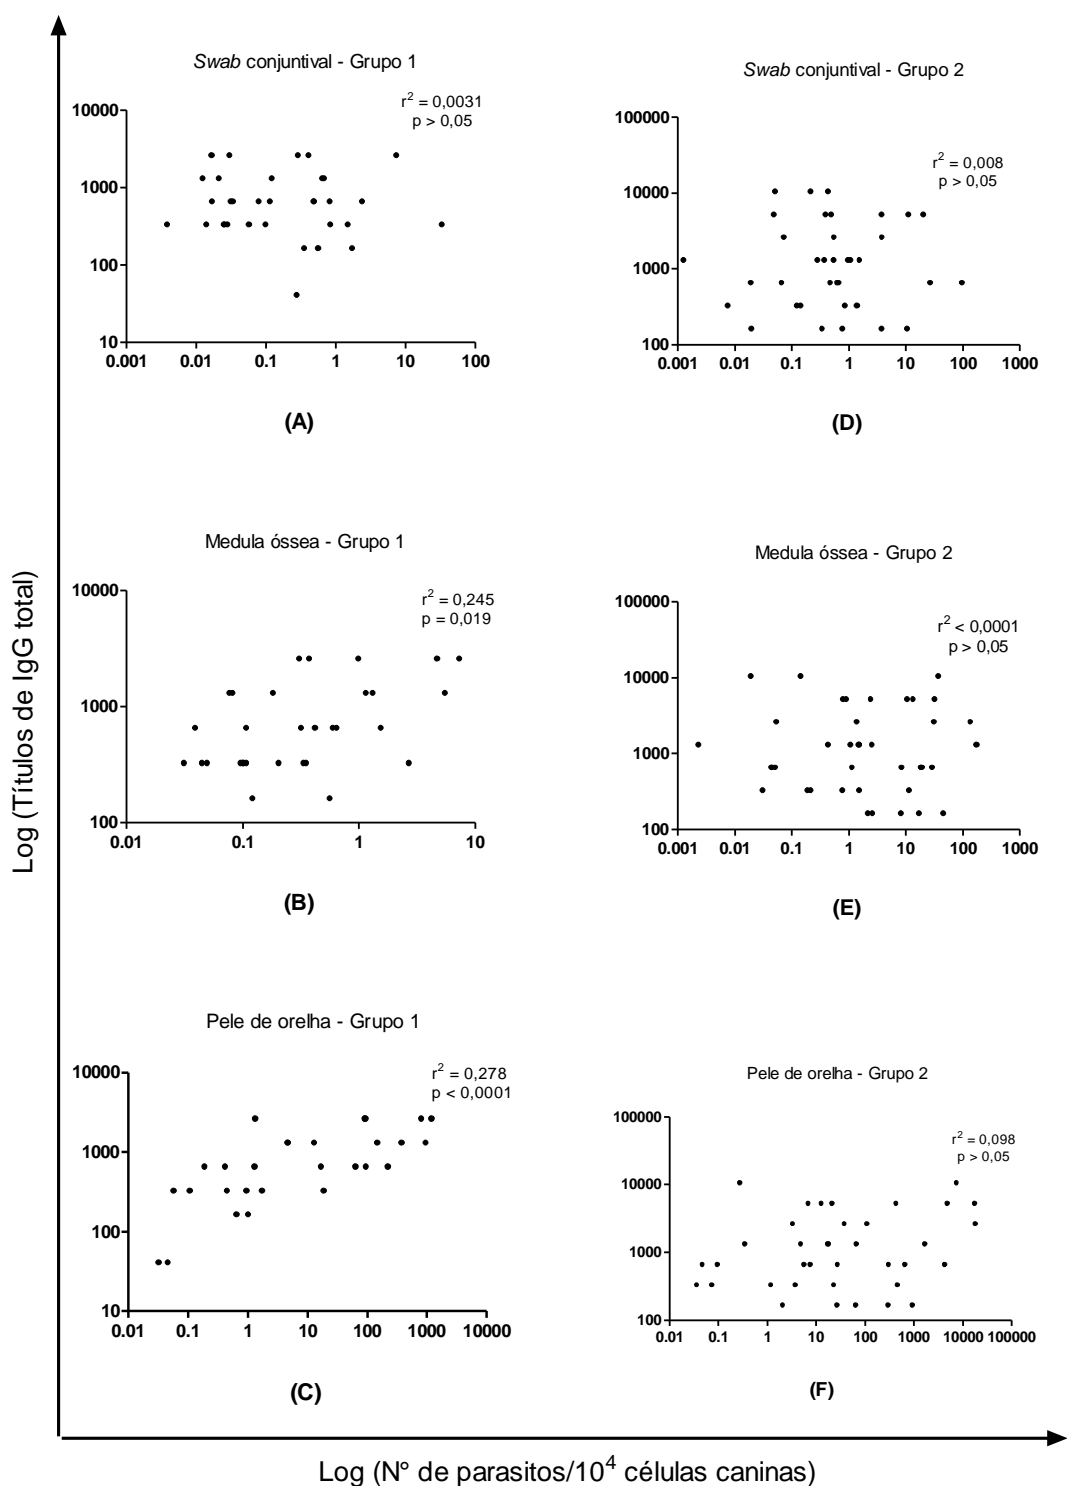 Log (Títulos de IgG total)
Swab conjuntival - Grupo 1
r² = 0,0031
p > 0,05
10000
1000
100
10
0.001 0.01 0.1 1 10 100
(A)
Swab conjuntival - Grupo 2
r² = 0,008
p > 0,05
100000
10000
1000
100
0.001 0.01 0.1 1 10 100 1000
(D)
Medula óssea - Grupo 1
r² = 0,245
p = 0,019
10000
1000
100
0.01 0.1 1 10
(B)
Medula óssea - Grupo 2
r² < 0,0001
p > 0,05
100000
10000
1000
100
0.001 0.01 0.1 1 10 100 1000
(E)
Pele de orelha - Grupo 1
r² = 0,278
p < 0,0001
10000
1000
100
10
0.01 0.1 1 10 100 1000 10000
(C)
Pele de orelha - Grupo 2
r² = 0,098
p > 0,05
100000
10000
1000
100
0.01 0.1 1 10 100 1000 10000 100000
(F)
Log (N° de parasitos/10⁴ células caninas)